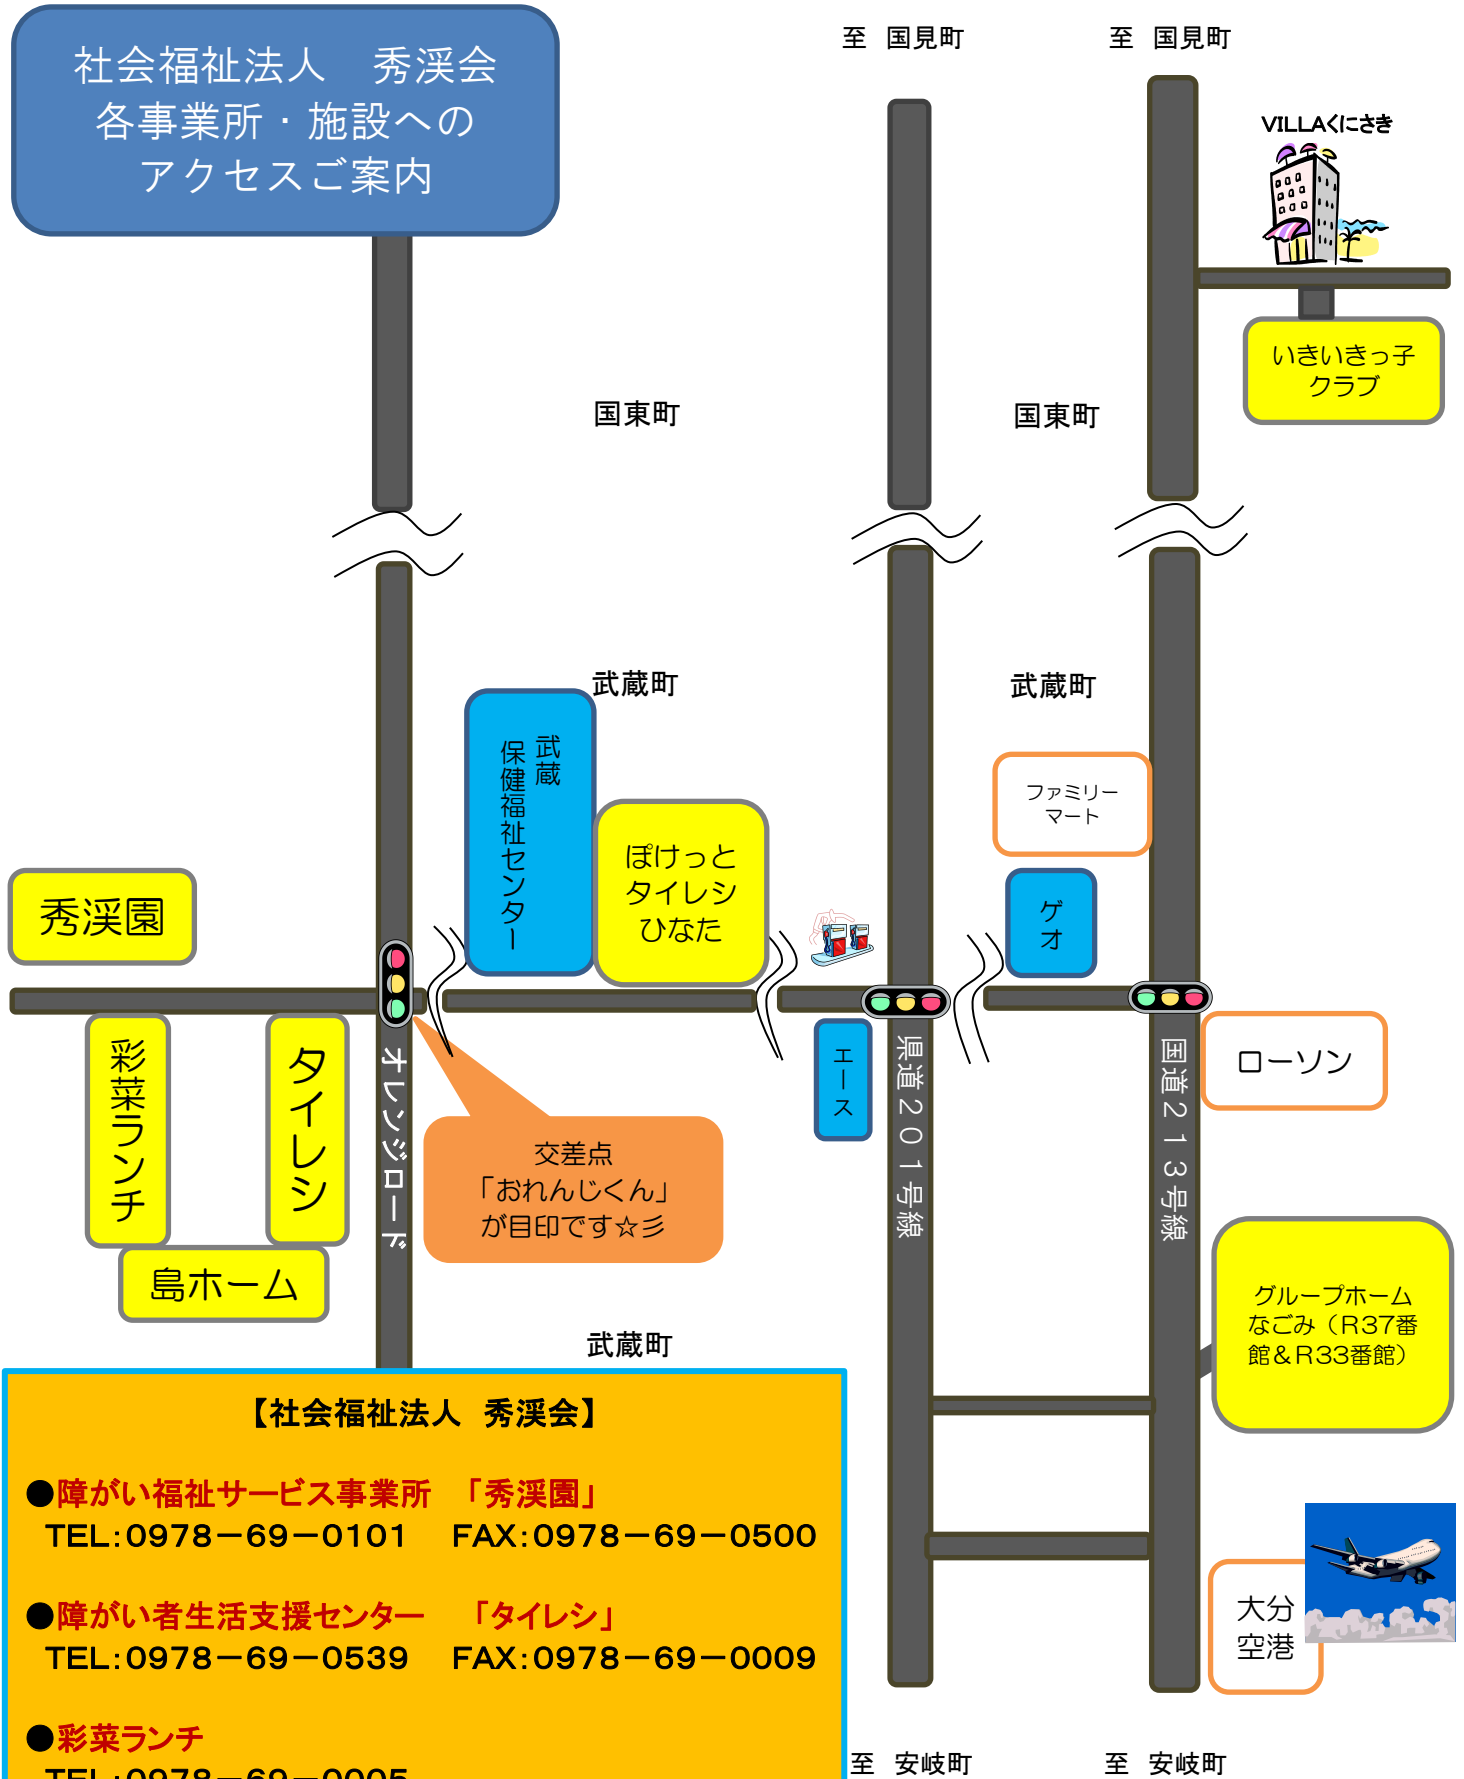 社会福祉法人　秀渓会
各事業所・施設への
アクセスご案内
至　国見町
至　国見町
VILLAくにさき
いきいきっ子
クラブ
国東町
国東町
武蔵町
武蔵町
武蔵
保健福祉センター
ファミリー
マート
ぽけっと
タイレシ
ひなた
ゲオ
秀渓園
彩菜ランチ
タイレシ
島ホーム
オレンジロード
交差点
「おれんじくん」
が目印です☆彡
エース
県道２０１号線
国道２１３号線
ローソン
グループホーム
なごみ（R37番
館＆R33番館）
武蔵町
【社会福祉法人　秀渓会】
●障がい福祉サービス事業所　「秀渓園」
TEL：0978－69－0101　FAX：0978－69－0500
●障がい者生活支援センター　「タイレシ」
TEL：0978－69－0539　FAX：0978－69－0009
●彩菜ランチ
TEL：0978－69－0005
大分
空港
至　安岐町
至　安岐町